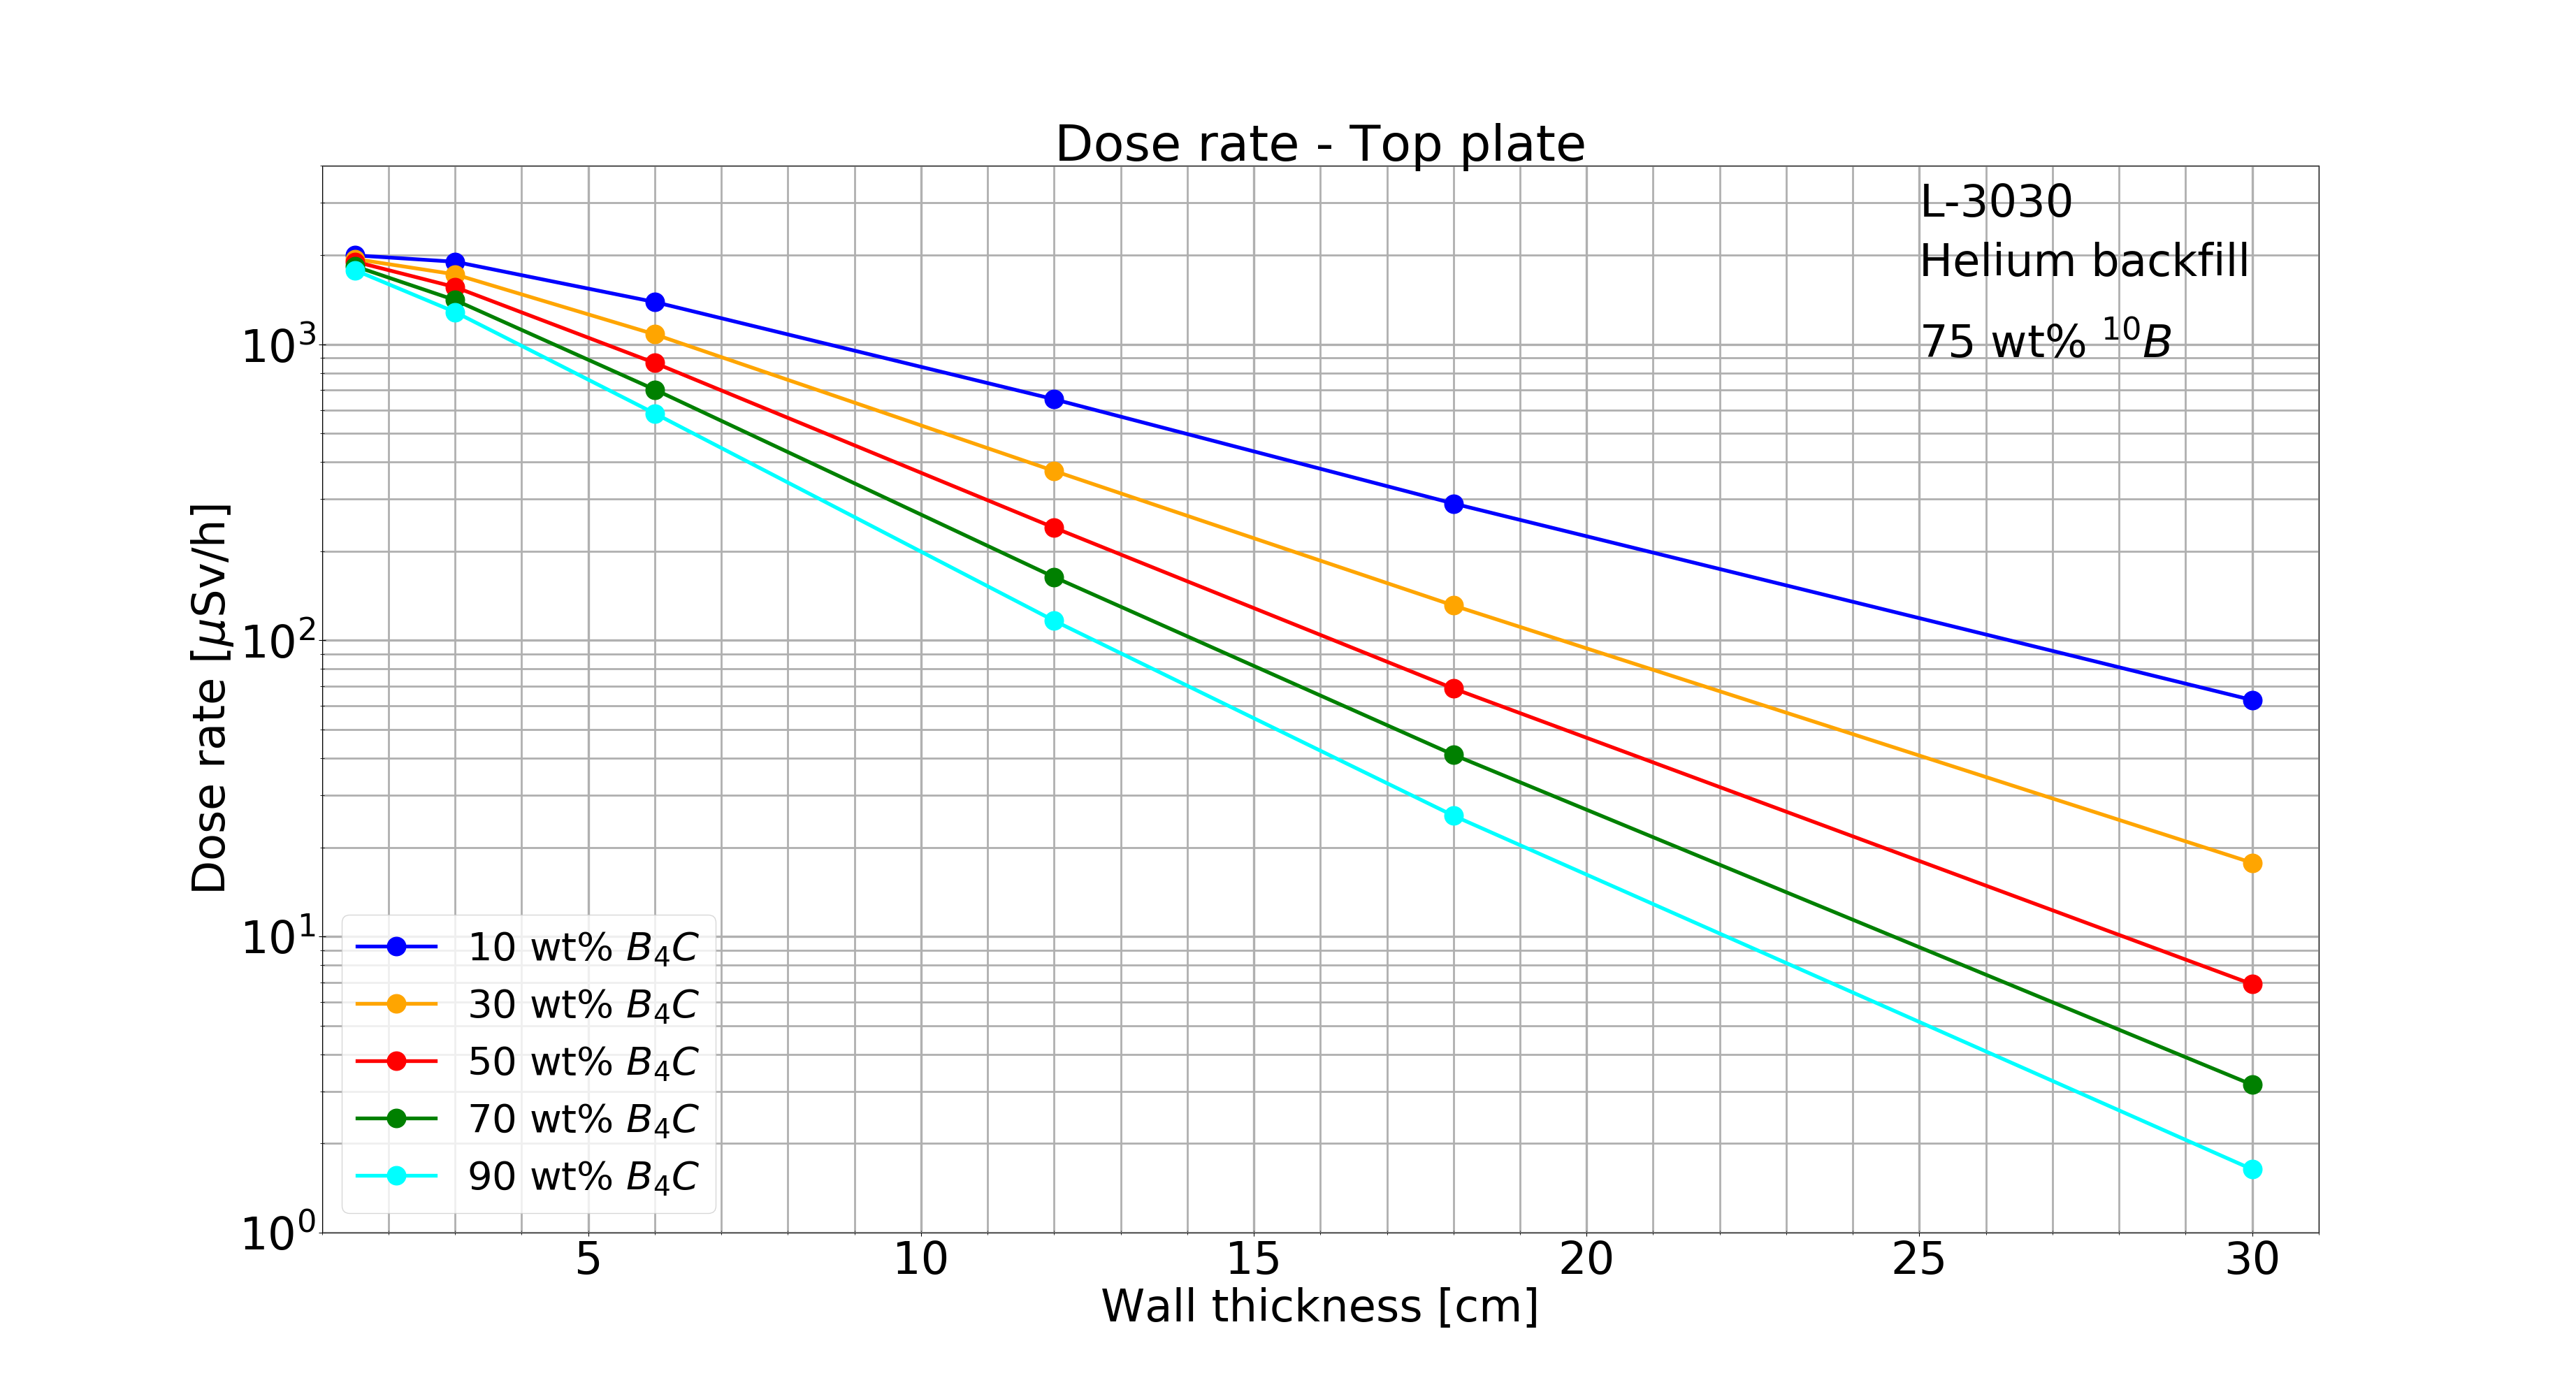 Dose rate - Top plate
L-3030
Helium backfill
75 wt% ¹⁰B
Dose rate [μSv/h]
10³
10²
10¹
10⁰
10 wt% B₄C
30 wt% B₄C
50 wt% B₄C
70 wt% B₄C
90 wt% B₄C
5 10 15 20 25 30
Wall thickness [cm]